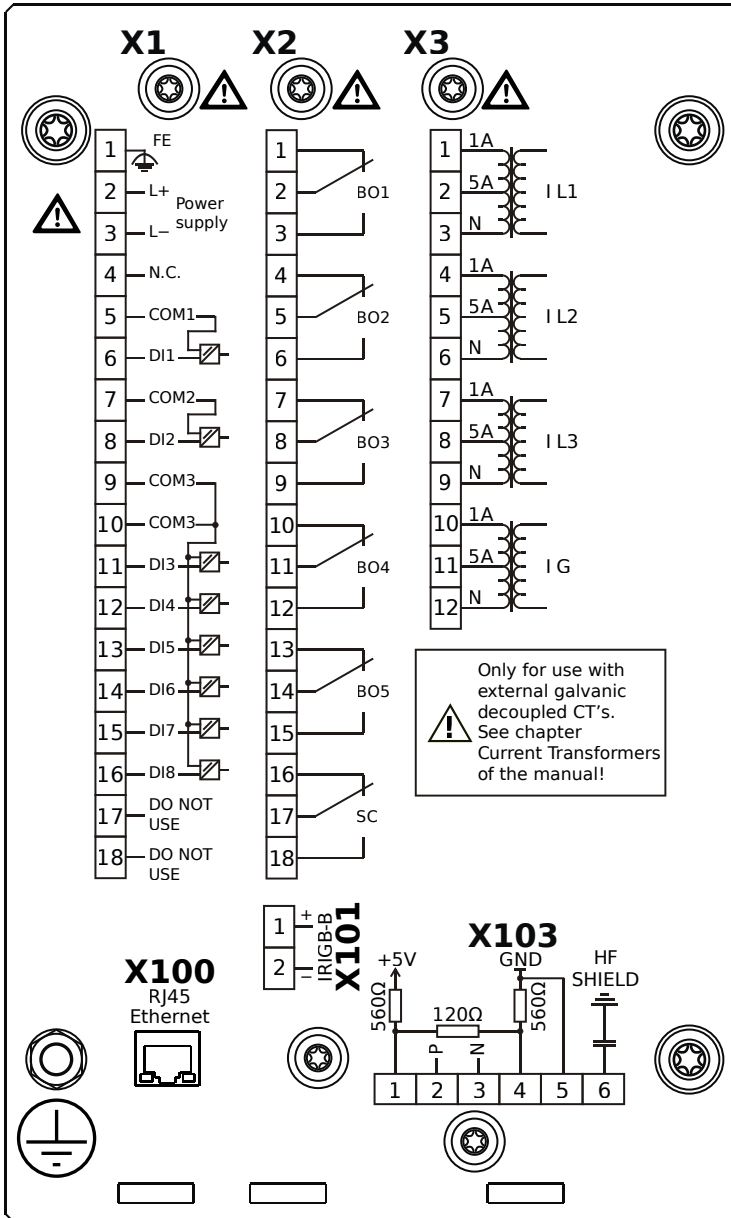 X1
X2
X3
1 FE
2 L+
Power
supply
3 L−
4 N.C.
5 COM1
6 DI1
7 COM2
8 DI2
9 COM3
10 COM3
11 DI3
12 DI4
13 DI5
14 DI6
15 DI7
16 DI8
17 DO NOT
USE
18 DO NOT
USE
1
2 BO1
3
4
5 BO2
6
7
8 BO3
9
10
11 BO4
12
13
14 BO5
15
16
17 SC
18
1 1A
2 5A I L1
3 N
4 1A
5 5A I L2
6 N
7 1A
8 5A I L3
9 N
10 1A
11 5A I G
12 N
Only for use with
external galvanic
decoupled CT's.
See chapter
Current Transformers
of the manual!
X100
RJ45
Ethernet
1 +
2 −
IRIGB-B
X101
X103
+5V
GND
HF
SHIELD
560Ω
120Ω
560Ω
P
N
1 2 3 4 5 6